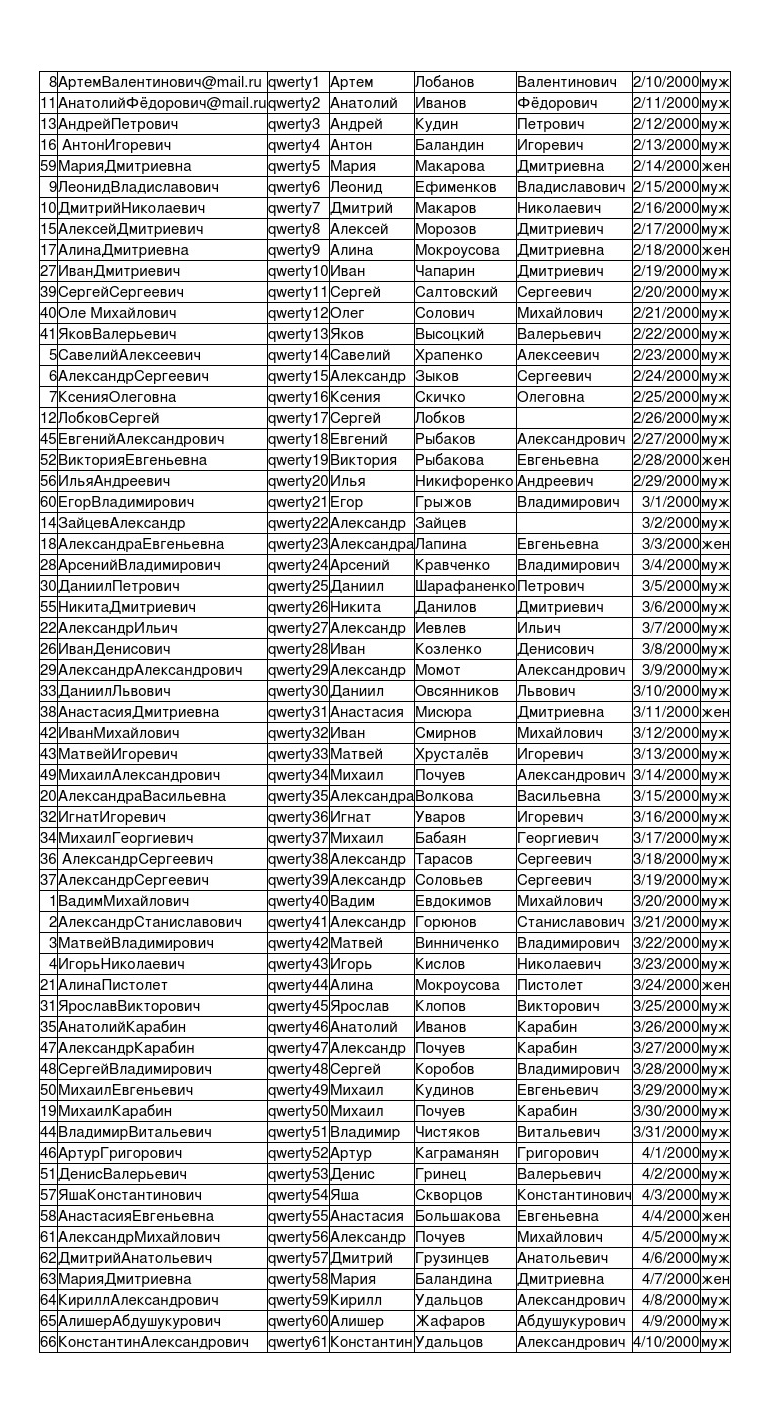 8 АртемВалентинович@mail.ru qwerty1 Артем Лобанов Валентинович 2/10/2000 муж
11 АнатолийФёдорович@mail.ru qwerty2 Анатолий Иванов Фёдорович 2/11/2000 муж
13 АндрейПетрович qwerty3 Андрей Кудин Петрович 2/12/2000 муж
16 АнтонИгоревич qwerty4 Антон Баландин Игоревич 2/13/2000 муж
59 МарияДмитриевна qwerty5 Мария Макарова Дмитриевна 2/14/2000 жен
9 ЛеонидВладиславович qwerty6 Леонид Ефименков Владиславович 2/15/2000 муж
10 ДмитрийНиколаевич qwerty7 Дмитрий Макаров Николаевич 2/16/2000 муж
15 АлексейДмитриевич qwerty8 Алексей Морозов Дмитриевич 2/17/2000 муж
17 АлинаДмитриевна qwerty9 Алина Мокроусова Дмитриевна 2/18/2000 жен
27 ИванДмитриевич qwerty10 Иван Чапарин Дмитриевич 2/19/2000 муж
39 СергейСергеевич qwerty11 Сергей Салтовский Сергеевич 2/20/2000 муж
40 Оле Михайлович qwerty12 Олег Солович Михайлович 2/21/2000 муж
41 ЯковВалерьевич qwerty13 Яков Высоцкий Валерьевич 2/22/2000 муж
5 СавелийАлексеевич qwerty14 Савелий Храпенко Алексеевич 2/23/2000 муж
6 АлександрСергеевич qwerty15 Александр Зыков Сергеевич 2/24/2000 муж
7 КсенияОлеговна qwerty16 Ксения Скичко Олеговна 2/25/2000 муж
12 ЛобковСергей qwerty17 Сергей Лобков 2/26/2000 муж
45 ЕвгенийАлександрович qwerty18 Евгений Рыбаков Александрович 2/27/2000 муж
52 ВикторияЕвгеньевна qwerty19 Виктория Рыбакова Евгеньевна 2/28/2000 жен
56 ИльяАндреевич qwerty20 Илья Никифоренко Андреевич 2/29/2000 муж
60 ЕгорВладимирович qwerty21 Егор Грыжов Владимирович 3/1/2000 муж
14 ЗайцевАлександр qwerty22 Александр Зайцев 3/2/2000 муж
18 АлександраЕвгеньевна qwerty23 Александра Лапина Евгеньевна 3/3/2000 жен
28 АрсенийВладимирович qwerty24 Арсений Кравченко Владимирович 3/4/2000 муж
30 ДаниилПетрович qwerty25 Даниил Шарафаненко Петрович 3/5/2000 муж
55 НикитаДмитриевич qwerty26 Никита Данилов Дмитриевич 3/6/2000 муж
22 АлександрИльич qwerty27 Александр Иевлев Ильич 3/7/2000 муж
26 ИванДенисович qwerty28 Иван Козленко Денисович 3/8/2000 муж
29 АлександрАлександрович qwerty29 Александр Момот Александрович 3/9/2000 муж
33 ДаниилЛьвович qwerty30 Даниил Овсянников Львович 3/10/2000 муж
38 АнастасияДмитриевна qwerty31 Анастасия Мисюра Дмитриевна 3/11/2000 жен
42 ИванМихайлович qwerty32 Иван Смирнов Михайлович 3/12/2000 муж
43 МатвейИгоревич qwerty33 Матвей Хрусталёв Игоревич 3/13/2000 муж
49 МихаилАлександрович qwerty34 Михаил Почуев Александрович 3/14/2000 муж
20 АлександраВасильевна qwerty35 Александра Волкова Васильевна 3/15/2000 муж
32 ИгнатИгоревич qwerty36 Игнат Уваров Игоревич 3/16/2000 муж
34 МихаилГеоргиевич qwerty37 Михаил Бабаян Георгиевич 3/17/2000 муж
36 АлександрСергеевич qwerty38 Александр Тарасов Сергеевич 3/18/2000 муж
37 АлександрСергеевич qwerty39 Александр Соловьев Сергеевич 3/19/2000 муж
1 ВадимМихайлович qwerty40 Вадим Евдокимов Михайлович 3/20/2000 муж
2 АлександрСтаниславович qwerty41 Александр Горюнов Станиславович 3/21/2000 муж
3 МатвейВладимирович qwerty42 Матвей Винниченко Владимирович 3/22/2000 муж
4 ИгорьНиколаевич qwerty43 Игорь Кислов Николаевич 3/23/2000 муж
21 АлинаПистолет qwerty44 Алина Мокроусова Пистолет 3/24/2000 жен
31 ЯрославВикторович qwerty45 Ярослав Клопов Викторович 3/25/2000 муж
35 АнатолийКарабин qwerty46 Анатолий Иванов Карабин 3/26/2000 муж
47 АлександрКарабин qwerty47 Александр Почуев Карабин 3/27/2000 муж
48 СергейВладимирович qwerty48 Сергей Коробов Владимирович 3/28/2000 муж
50 МихаилЕвгеньевич qwerty49 Михаил Кудинов Евгеньевич 3/29/2000 муж
19 МихаилКарабин qwerty50 Михаил Почуев Карабин 3/30/2000 муж
44 ВладимирВитальевич qwerty51 Владимир Чистяков Витальевич 3/31/2000 муж
46 АртурГригорович qwerty52 Артур Каграманян Григорович 4/1/2000 муж
51 ДенисВалерьевич qwerty53 Денис Гринец Валерьевич 4/2/2000 муж
57 ЯшаКонстантинович qwerty54 Яша Скворцов Константинович 4/3/2000 муж
58 АнастасияЕвгеньевна qwerty55 Анастасия Большакова Евгеньевна 4/4/2000 жен
61 АлександрМихайлович qwerty56 Александр Почуев Михайлович 4/5/2000 муж
62 ДмитрийАнатольевич qwerty57 Дмитрий Грузинцев Анатольевич 4/6/2000 муж
63 МарияДмитриевна qwerty58 Мария Баландина Дмитриевна 4/7/2000 жен
64 КириллАлександрович qwerty59 Кирилл Удальцов Александрович 4/8/2000 муж
65 АлишерАбдушукурович qwerty60 Алишер Жафаров Абдушукурович 4/9/2000 муж
66 КонстантинАлександрович qwerty61 Константин Удальцов Александрович 4/10/2000 муж